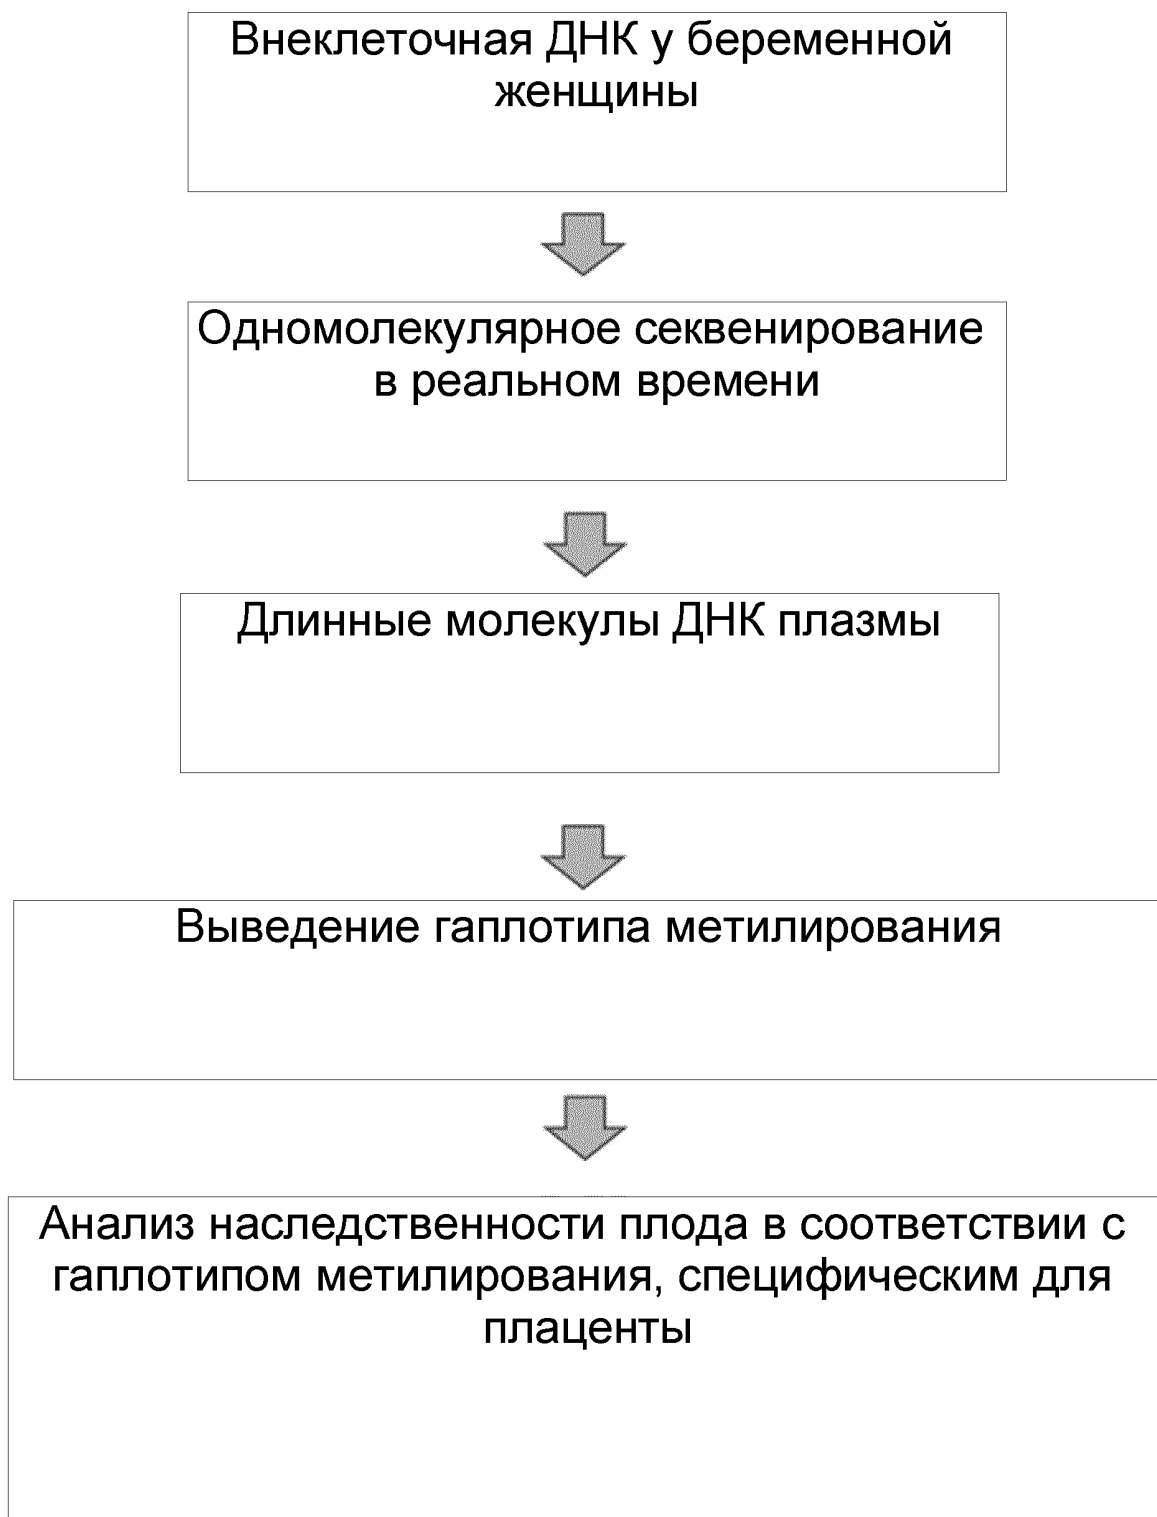 Внеклеточная ДНК у беременной
женщины
Одномолекулярное секвенирование
в реальном времени
Длинные молекулы ДНК плазмы
Выведение гаплотипа метилирования
Анализ наследственности плода в соответствии с
гаплотипом метилирования, специфическим для
плаценты